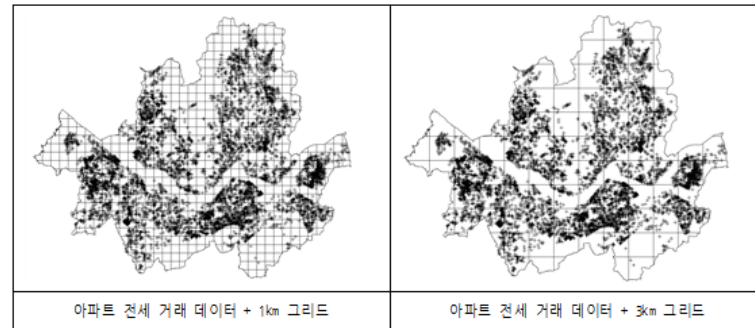 아파트 전세 거래 데이터 + 1km 그리드
아파트 전세 거래 데이터 + 3km 그리드